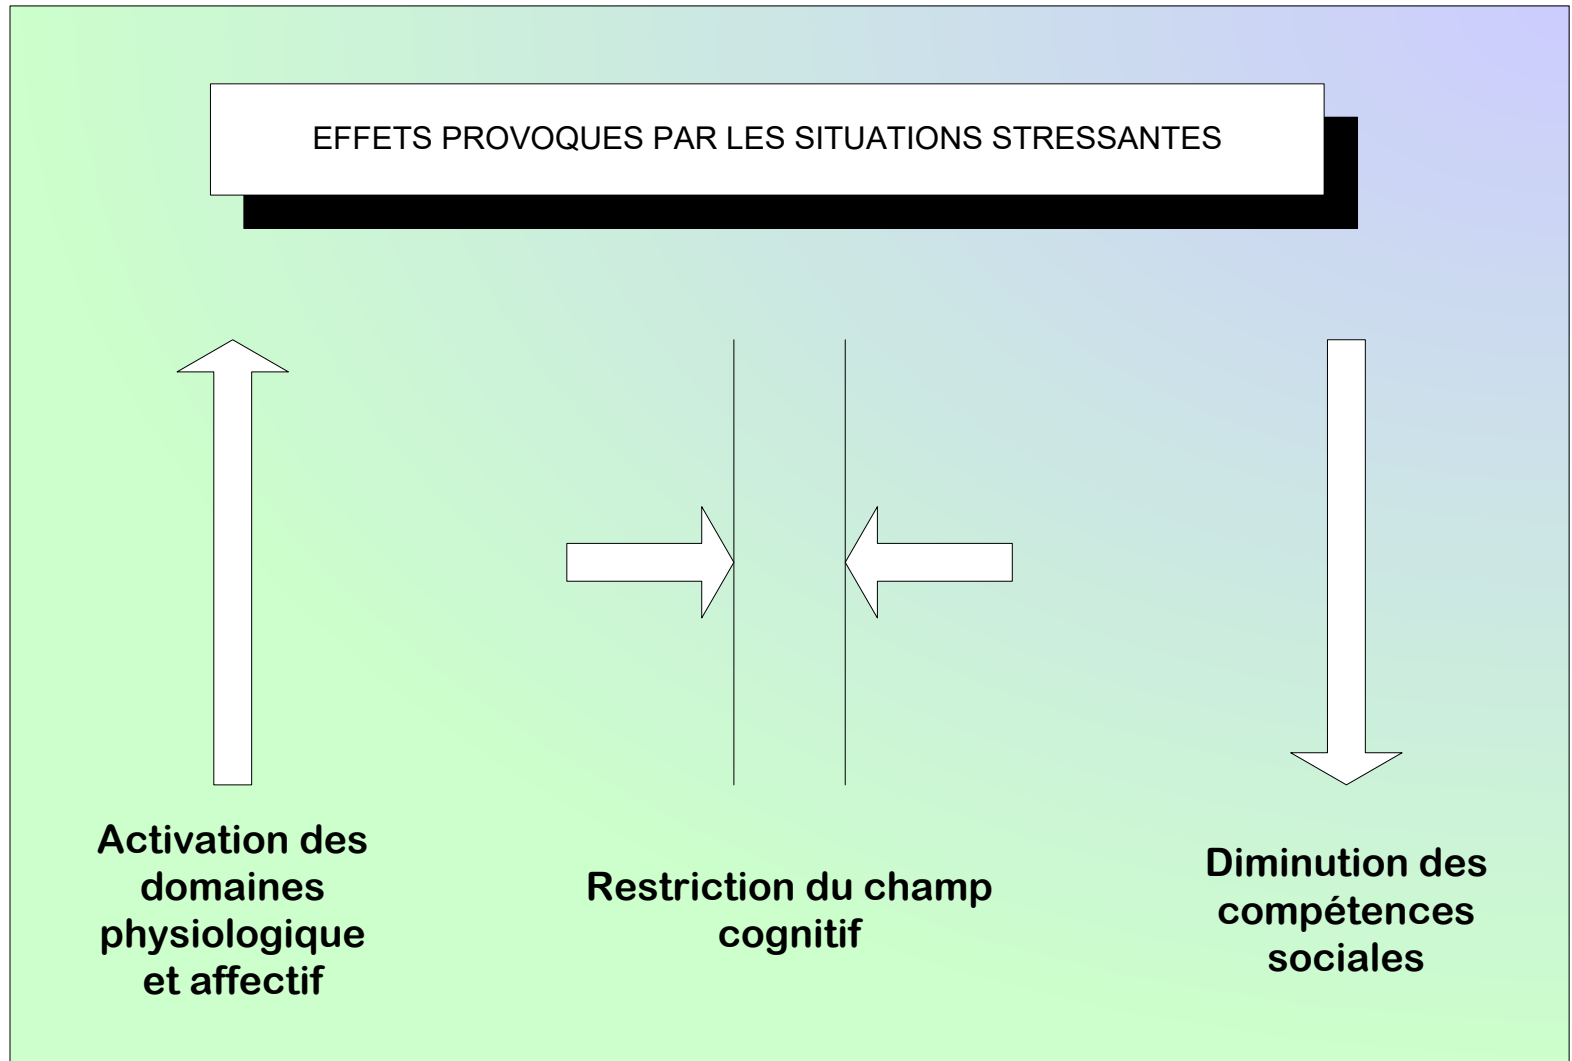 EFFETS PROVOQUES PAR LES SITUATIONS STRESSANTES
Activation des
domaines
physiologique
et affectif
Restriction du champ
cognitif
Diminution des
compétences
sociales